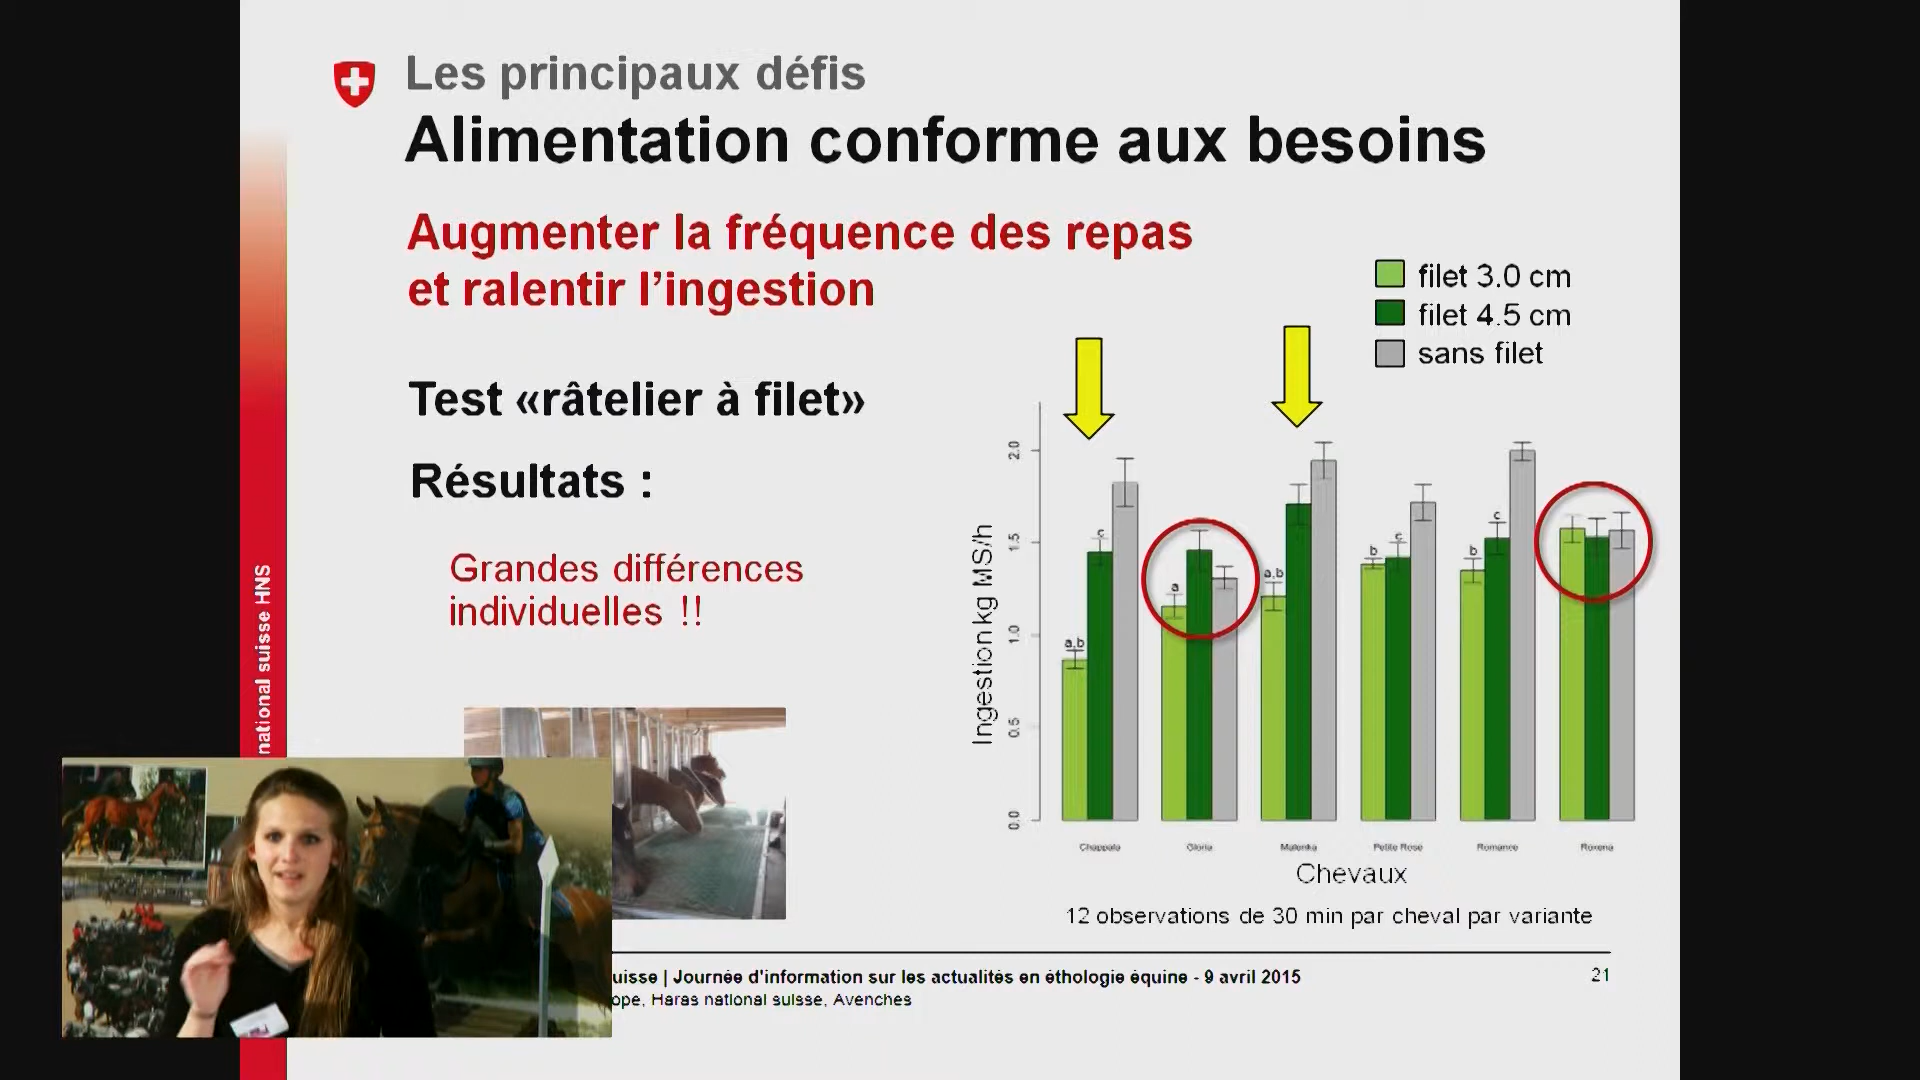 Les principaux défis
Alimentation conforme aux besoins
Augmenter la fréquence des repas
et ralentir l’ingestion
Test «râtelier à filet»
Résultats :
Grandes différences
individuelles !!
filet 3.0 cm
filet 4.5 cm
sans filet
Ingestion kg MS/h
2.0
1.5
1.0
0.5
0.0
a,b
c
a
a,b
b
c
b
c
Chappala
Gloria
Malenka
Petite Rose
Romance
Roxena
Chevaux
12 observations de 30 min par cheval par variante
national suisse HNS
uisse | Journée d'information sur les actualités en éthologie équine - 9 avril 2015
ope, Haras national suisse, Avenches
21